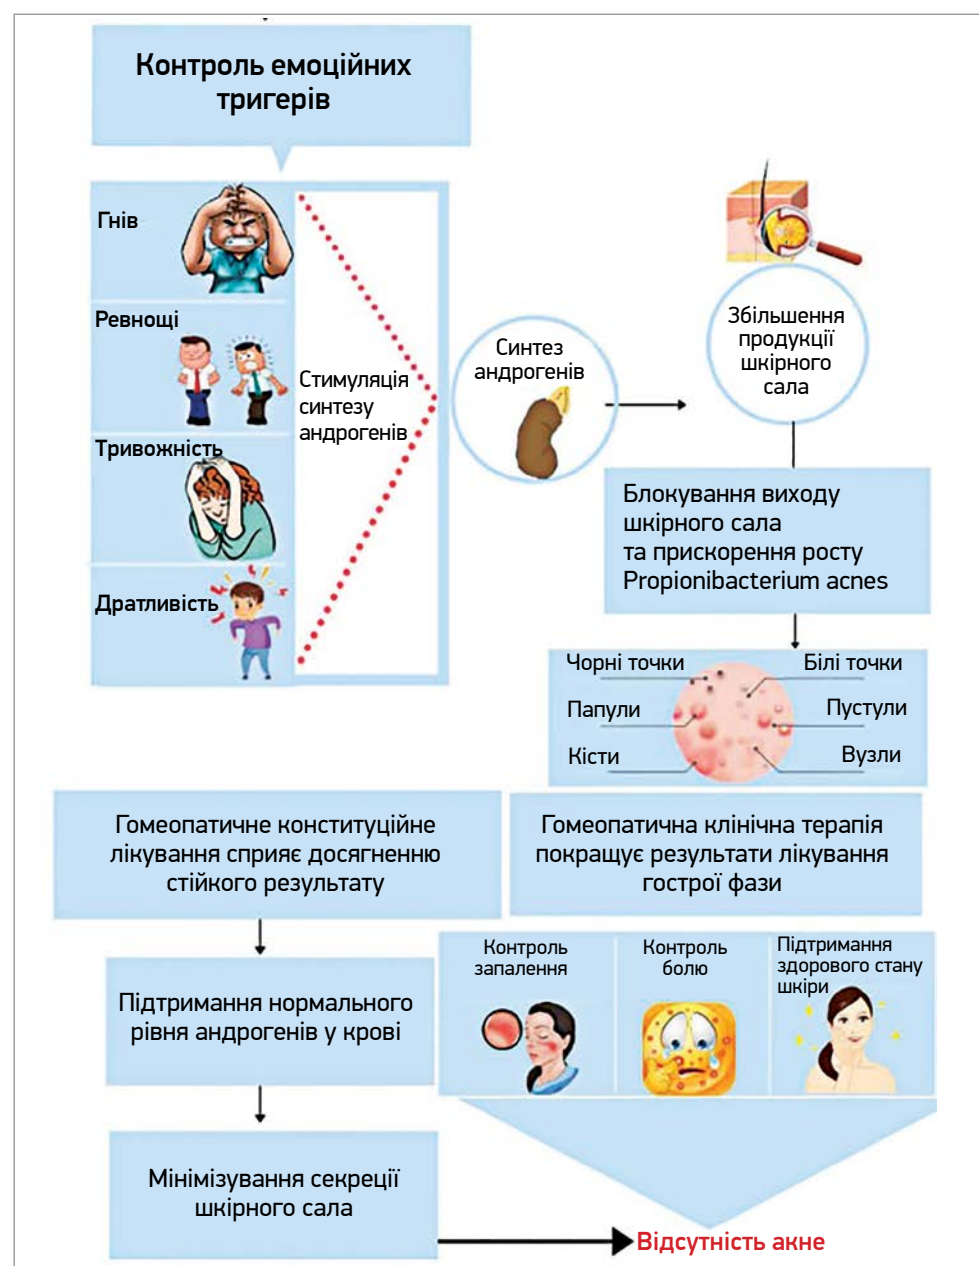 Контроль емоційних
тригерів
Гнів
Ревнощі
Тривожність
Дратливість
Стимуляція
синтезу
андрогенів
Синтез
андрогенів
Збільшення
продукції
шкірного
сала
Блокування виходу
шкірного сала
та прискорення росту
Propionibacterium acnes
Чорні точки
Білі точки
Папули
Пустули
Кісти
Вузли
Гомеопатичне конституційне
лікування сприяє досягненню
стійкого результату
Гомеопатична клінічна терапія
покращує результати лікування
гострої фази
Підтримання нормального
рівня андрогенів у крові
Контроль
запалення
Контроль
болю
Підтримання
здорового стану
шкіри
Мінімізування секреції
шкірного сала
Відсутність акне